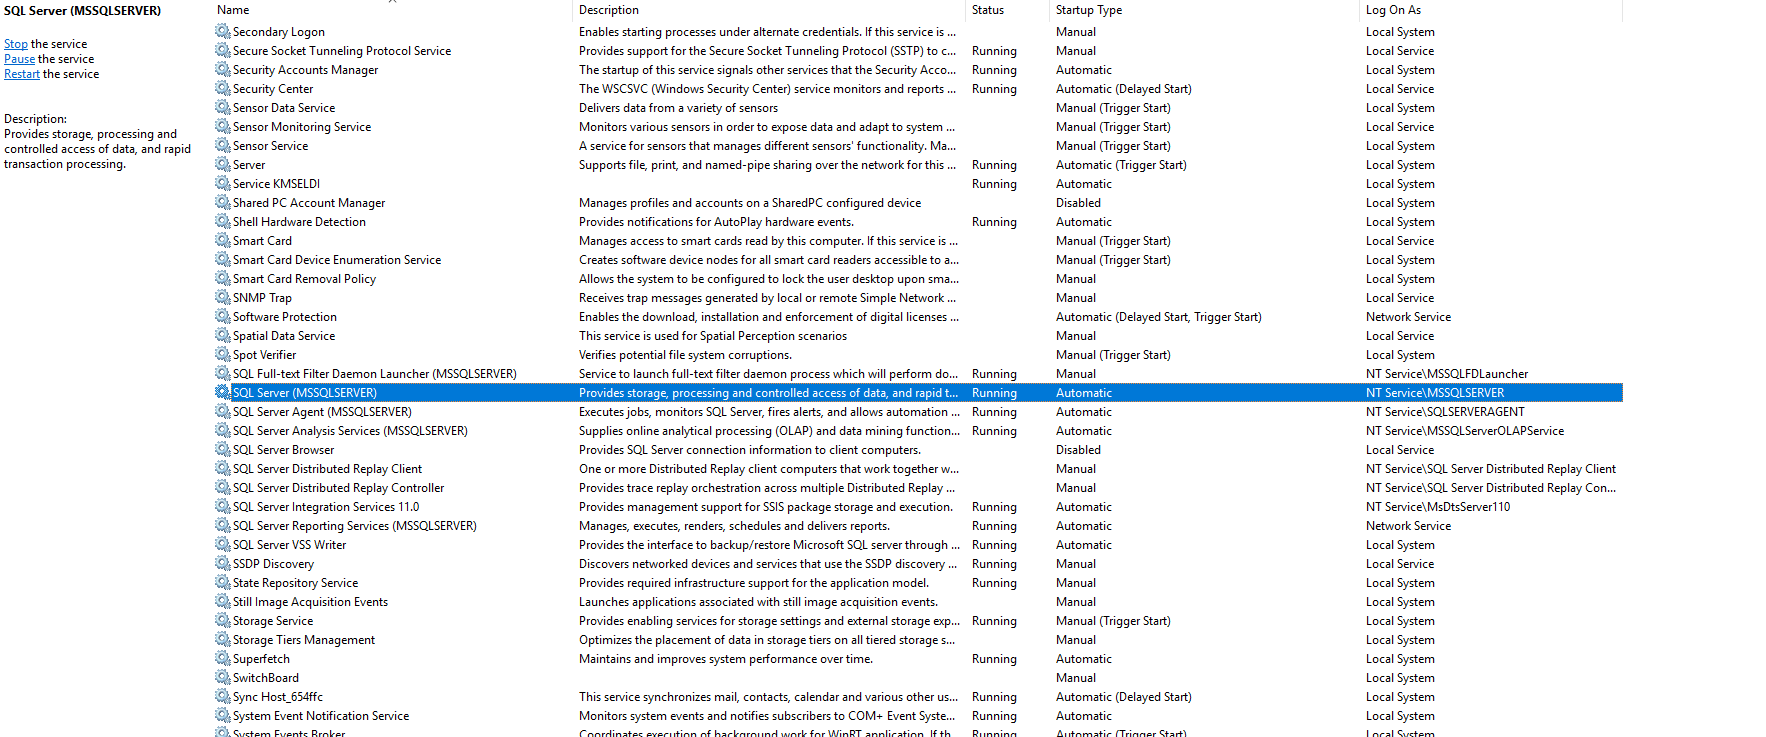 SQL Server (MSSQLSERVER)
Stop the service
Pause the service
Restart the service
Description:
Provides storage, processing and
controlled access of data, and rapid
transaction processing.
Name Description Status Startup Type Log On As
Secondary Logon Enables starting processes under alternate credentials. If this service is ... Manual Local System
Secure Socket Tunneling Protocol Service Provides support for the Secure Socket Tunneling Protocol (SSTP) to c... Running Manual Local Service
Security Accounts Manager The startup of this service signals other services that the Security Acco... Running Automatic Local System
Security Center The WSCSVC (Windows Security Center) service monitors and reports ... Running Automatic (Delayed Start) Local Service
Sensor Data Service Delivers data from a variety of sensors Manual (Trigger Start) Local System
Sensor Monitoring Service Monitors various sensors in order to expose data and adapt to system ... Manual (Trigger Start) Local Service
Sensor Service A service for sensors that manages different sensors' functionality. Ma... Manual (Trigger Start) Local System
Server Supports file, print, and named-pipe sharing over the network for this ... Running Automatic (Trigger Start) Local System
Service KMSELDI Running Automatic Local System
Shared PC Account Manager Manages profiles and accounts on a SharedPC configured device Disabled Local System
Shell Hardware Detection Provides notifications for AutoPlay hardware events. Running Automatic Local System
Smart Card Manages access to smart cards read by this computer. If this service is ... Manual (Trigger Start) Local Service
Smart Card Device Enumeration Service Creates software device nodes for all smart card readers accessible to a... Manual (Trigger Start) Local System
Smart Card Removal Policy Allows the system to be configured to lock the user desktop upon sma... Manual Local System
SNMP Trap Receives trap messages generated by local or remote Simple Network ... Manual Local Service
Software Protection Enables the download, installation and enforcement of digital licenses ... Automatic (Delayed Start, Trigger Start) Network Service
Spatial Data Service This service is used for Spatial Perception scenarios Manual Local Service
Spot Verifier Verifies potential file system corruptions. Manual (Trigger Start) Local System
SQL Full-text Filter Daemon Launcher (MSSQLSERVER) Service to launch full-text filter daemon process which will perform do... Running Manual NT Service\MSSQLFDLauncher
SQL Server (MSSQLSERVER) Provides storage, processing and controlled access of data, and rapid t... Running Automatic NT Service\MSSQLSERVER
SQL Server Agent (MSSQLSERVER) Executes jobs, monitors SQL Server, fires alerts, and allows automation ... Running Automatic NT Service\SQLSERVERAGENT
SQL Server Analysis Services (MSSQLSERVER) Supplies online analytical processing (OLAP) and data mining function... Running Automatic NT Service\MSSQLServerOLAPService
SQL Server Browser Provides SQL Server connection information to client computers. Disabled Local Service
SQL Server Distributed Replay Client One or more Distributed Replay client computers that work together w... Manual NT Service\SQL Server Distributed Replay Client
SQL Server Distributed Replay Controller Provides trace replay orchestration across multiple Distributed Replay ... Manual NT Service\SQL Server Distributed Replay Con...
SQL Server Integration Services 11.0 Provides management support for SSIS package storage and execution. Running Automatic NT Service\MsDtsServer110
SQL Server Reporting Services (MSSQLSERVER) Manages, executes, renders, schedules and delivers reports. Running Automatic Network Service
SQL Server VSS Writer Provides the interface to backup/restore Microsoft SQL server through ... Running Automatic Local System
SSDP Discovery Discovers networked devices and services that use the SSDP discovery ... Running Manual Local Service
State Repository Service Provides required infrastructure support for the application model. Running Manual Local System
Still Image Acquisition Events Launches applications associated with still image acquisition events. Manual Local System
Storage Service Provides enabling services for storage settings and external storage exp... Running Manual (Trigger Start) Local System
Storage Tiers Management Optimizes the placement of data in storage tiers on all tiered storage s... Manual Local System
Superfetch Maintains and improves system performance over time. Running Automatic Local System
SwitchBoard Manual Local System
Sync Host_654ffc This service synchronizes mail, contacts, calendar and various other us... Running Automatic (Delayed Start) Local System
System Event Notification Service Monitors system events and notifies subscribers to COM+ Event Syste... Running Automatic Local System
System Events Broker Coordinates execution of background work for WinRT application. If th... Running Automatic (Trigger Start) Local System